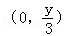 (0, y/3)